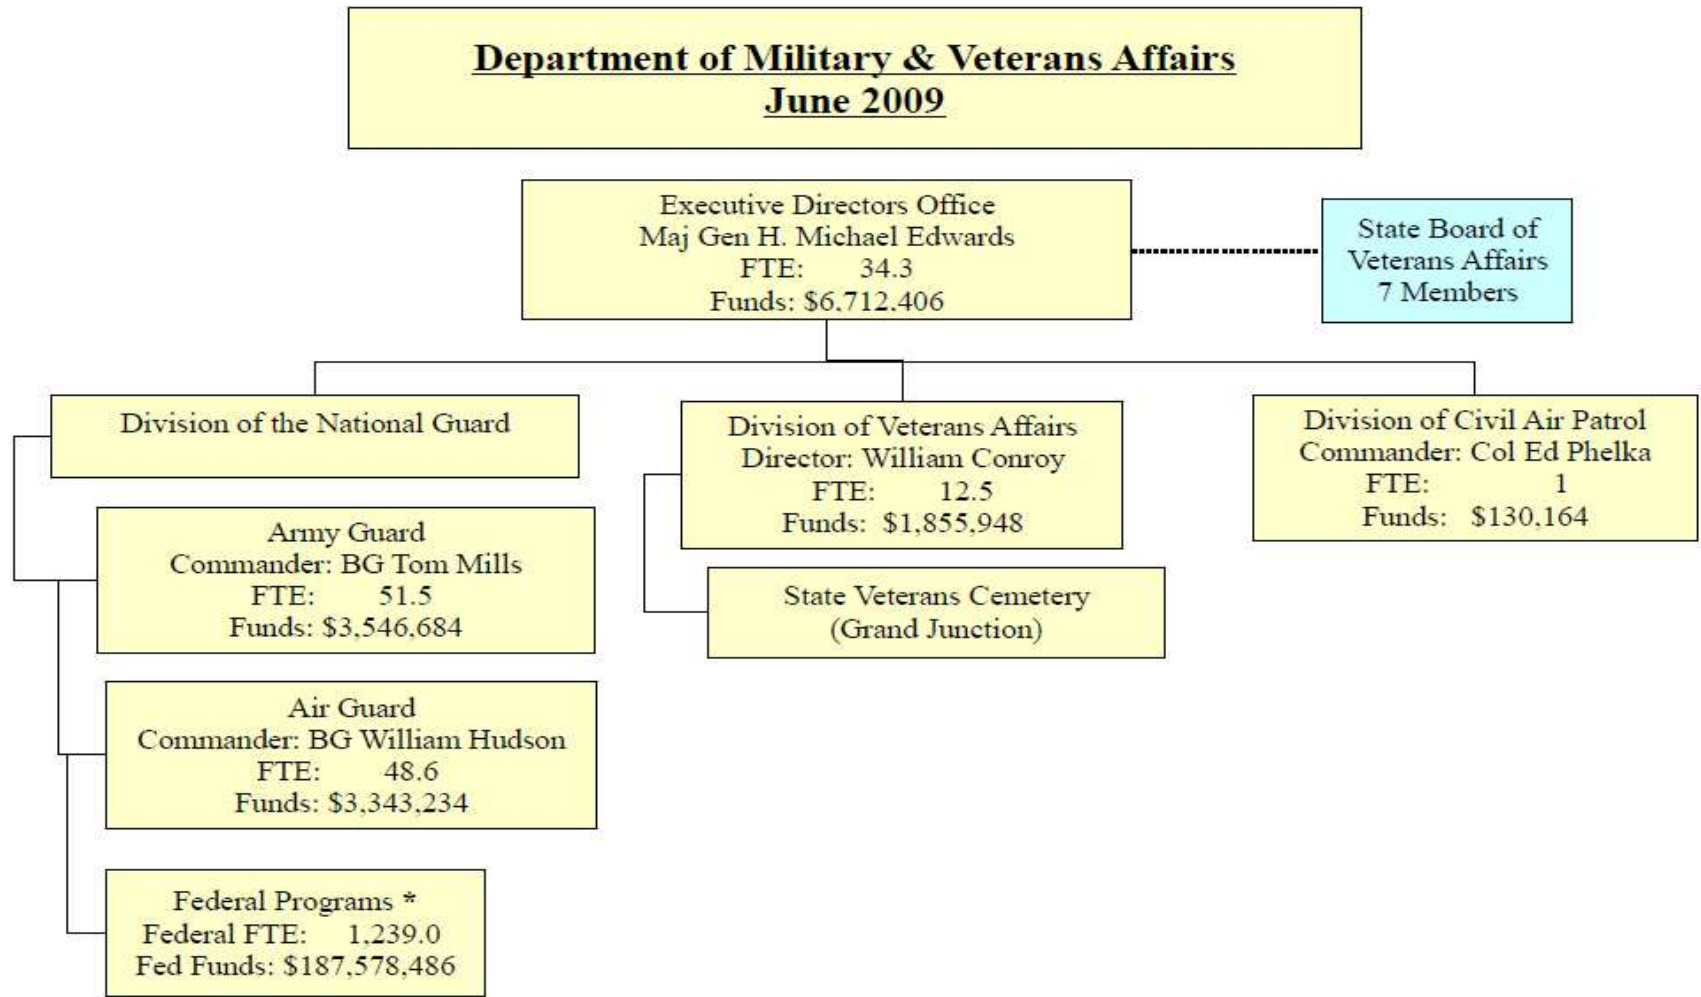 Department of Military & Veterans Affairs
June 2009
Executive Directors Office
Maj Gen H. Michael Edwards
FTE: 34.3
Funds: $6,712,406
State Board of
Veterans Affairs
7 Members
Division of the National Guard
Army Guard
Commander: BG Tom Mills
FTE: 51.5
Funds: $3,546,684
Air Guard
Commander: BG William Hudson
FTE: 48.6
Funds: $3,343,234
Federal Programs *
Federal FTE: 1,239.0
Fed Funds: $187,578,486
Division of Veterans Affairs
Director: William Conroy
FTE: 12.5
Funds: $1,855,948
State Veterans Cemetery
(Grand Junction)
Division of Civil Air Patrol
Commander: Col Ed Phelka
FTE: 1
Funds: $130,164